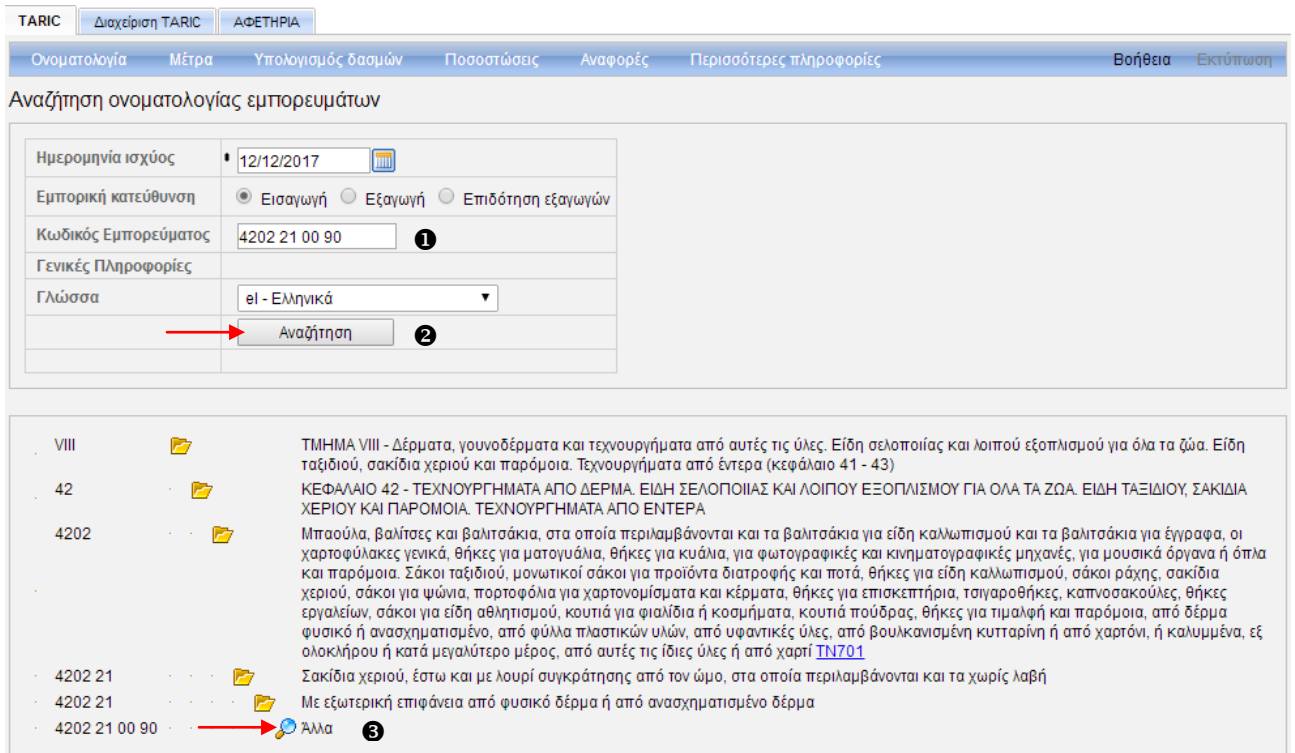 TARIC Διαχείριση TARIC ΑΦΕΤΗΡΙΑ
Ονοματολογία Μέτρα Υπολογισμός δασμών Ποσοστώσεις Αναφορές Περισσότερες πληροφορίες Βοήθεια Εκτύπωση
Αναζήτηση ονοματολογίας εμπορευμάτων
Ημερομηνία ισχύος 12/12/2017
Εμπορική κατεύθυνση Εισαγωγή Εξαγωγή Επιδότηση εξαγωγών
Κωδικός Εμπορεύματος 4202 21 00 90 ❶
Γενικές Πληροφορίες
Γλώσσα el - Ελληνικά
Αναζήτηση ❷
VIII ΤΜΗΜΑ VIII - Δέρματα, γουνοδέρματα και τεχνουργήματα από αυτές τις ύλες. Είδη σελοποιίας και λοιπού εξοπλισμού για όλα τα ζώα. Είδη
ταξιδιού, σακίδια χεριού και παρόμοια. Τεχνουργήματα από έντερα (κεφάλαιο 41 - 43)
42 ΚΕΦΑΛΑΙΟ 42 - ΤΕΧΝΟΥΡΓΗΜΑΤΑ ΑΠΟ ΔΕΡΜΑ. ΕΙΔΗ ΣΕΛΟΠΟΙΙΑΣ ΚΑΙ ΛΟΙΠΟΥ ΕΞΟΠΛΙΣΜΟΥ ΓΙΑ ΟΛΑ ΤΑ ΖΩΑ. ΕΙΔΗ ΤΑΞΙΔΙΟΥ, ΣΑΚΙΔΙΑ
ΧΕΡΙΟΥ ΚΑΙ ΠΑΡΟΜΟΙΑ. ΤΕΧΝΟΥΡΓΗΜΑΤΑ ΑΠΟ ΕΝΤΕΡΑ
4202 Μπαούλα, βαλίτσες και βαλιτσάκια, στα οποία περιλαμβάνονται και τα βαλιτσάκια για είδη καλλωπισμού και τα βαλιτσάκια για έγγραφα, οι
χαρτοφύλακες γενικά, θήκες για ματογυάλια, θήκες για κυάλια, για φωτογραφικές και κινηματογραφικές μηχανές, για μουσικά όργανα ή όπλα
και παρόμοια. Σάκοι ταξιδιού, μονωτικοί σάκοι για προϊόντα διατροφής και ποτά, θήκες για είδη καλλωπισμού, σάκοι ράχης, σακίδια
χεριού, σάκοι για ψώνια, πορτοφόλια για χαρτονομίσματα και κέρματα, θήκες για επισκεπτήρια, τσιγαροθήκες, καπνοσακούλες, θήκες
εργαλείων, σάκοι για είδη αθλητισμού, κουτιά για φιαλίδια ή κοσμήματα, κουτιά πούδρας, θήκες για τιμαλφή και παρόμοια, από δέρμα
φυσικό ή ανασχηματισμένο, από φύλλα πλαστικών υλών, από υφαντικές ύλες, από βουλκανισμένη κυτταρίνη ή από χαρτόνι, ή καλυμμένα, εξ
ολοκλήρου ή κατά μεγαλύτερο μέρος, από αυτές τις ίδιες ύλες ή από χαρτί TN701
4202 21 Σακίδια χεριού, έστω και με λουρί συγκράτησης από τον ώμο, στα οποία περιλαμβάνονται και τα χωρίς λαβή
4202 21 Με εξωτερική επιφάνεια από φυσικό δέρμα ή από ανασχηματισμένο δέρμα
4202 21 00 90 Άλλα ❸